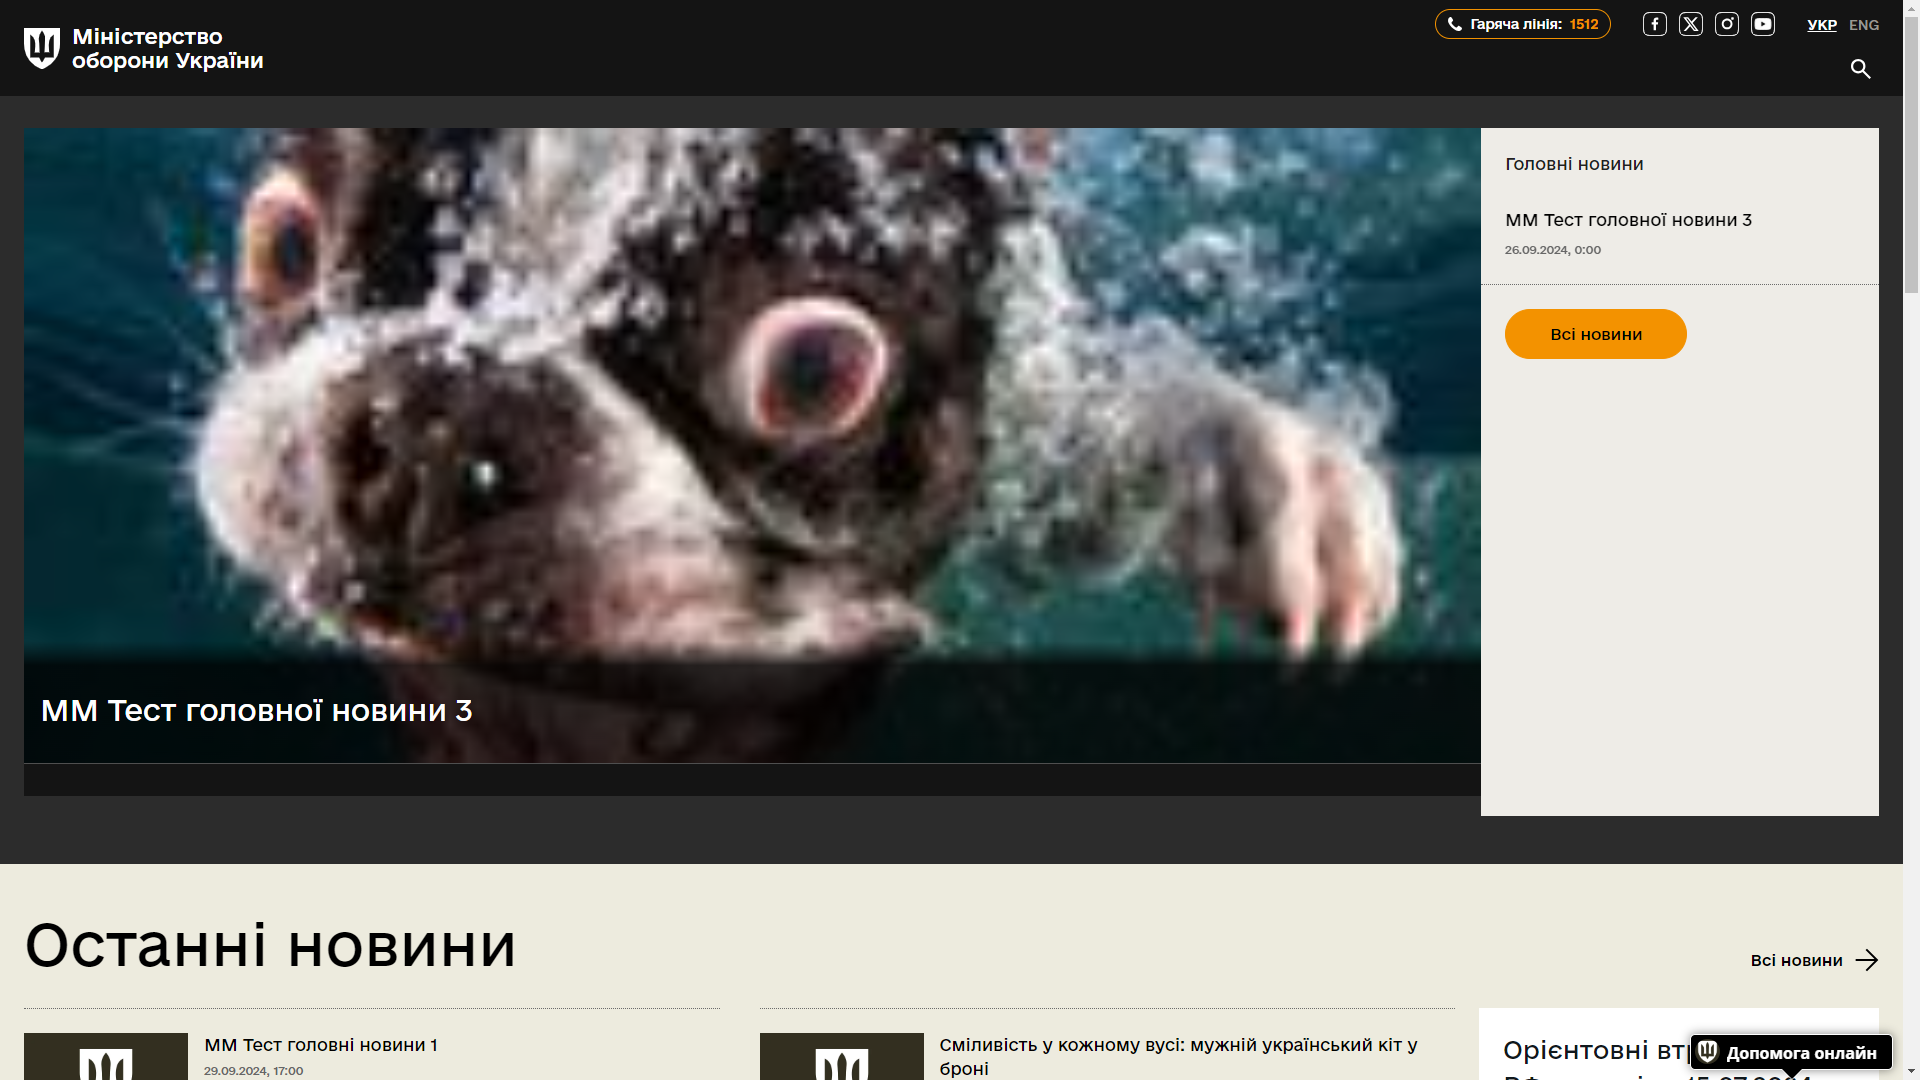 Міністерство
оборони України
Гаряча лінія: 1512
УКР ENG
Головні новини
ММ Тест головної новини 3
26.09.2024, 0:00
Всі новини
ММ Тест головної новини 3
Останні новини
Всі новини
ММ Тест головні новини 1
29.09.2024, 17:00
Сміливість у кожному вусі: мужній український кіт у
броні
Орієнтовні
Допомога онлайн